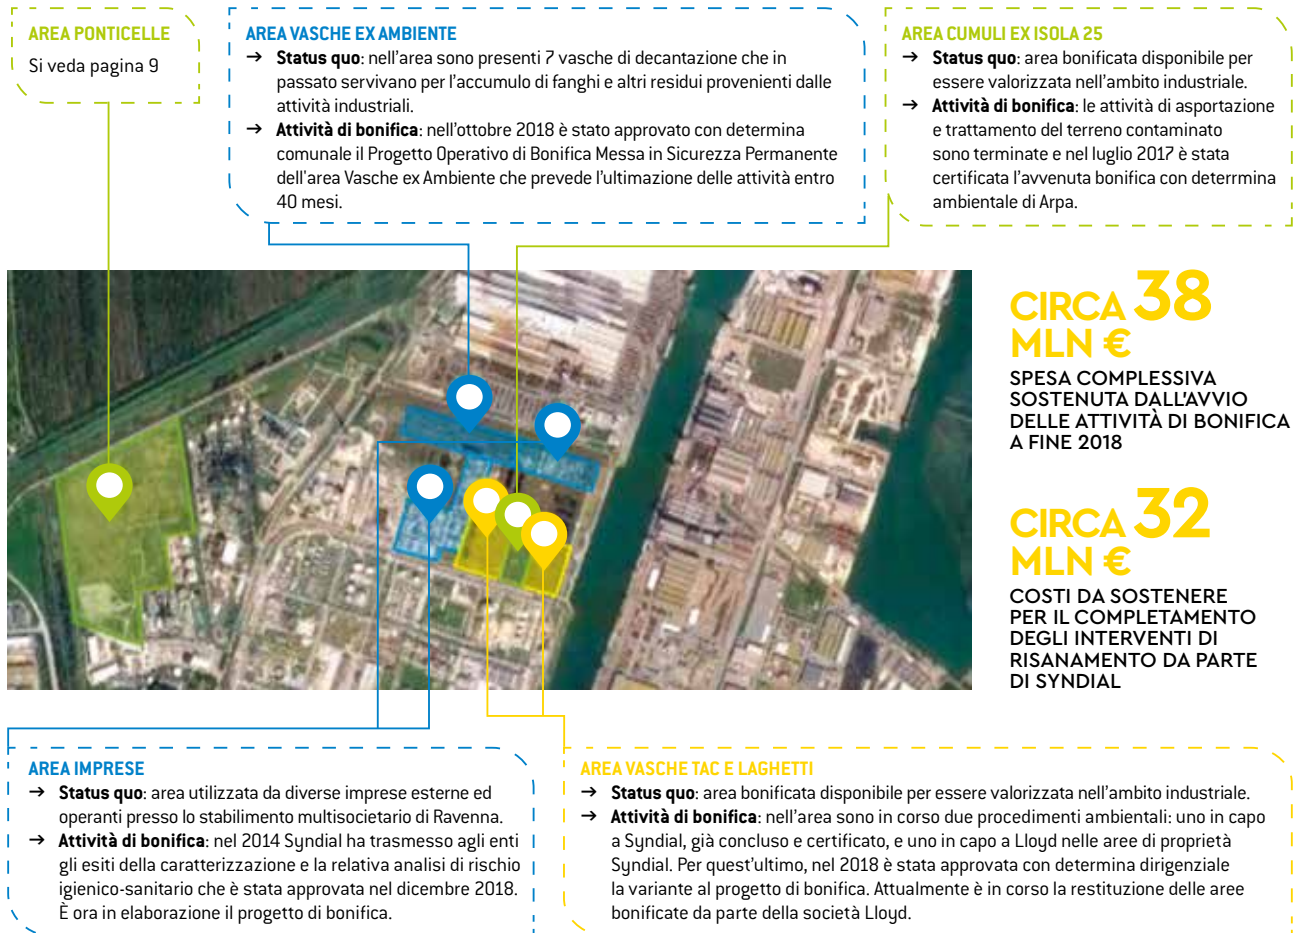 AREA PONTICELLE
Si veda pagina 9
AREA VASCHE EX AMBIENTE
→ Status quo: nell'area sono presenti 7 vasche di decantazione che in
passato servivano per l'accumulo di fanghi e altri residui provenienti dalle
attività industriali.
→ Attività di bonifica: nell'ottobre 2018 è stato approvato con determina
comunale il Progetto Operativo di Bonifica Messa in Sicurezza Permanente
dell'area Vasche ex Ambiente che prevede l'ultimazione delle attività entro
40 mesi.
AREA CUMULI EX ISOLA 25
→ Status quo: area bonificata disponibile per
essere valorizzata nell'ambito industriale.
→ Attività di bonifica: le attività di asportazione
e trattamento del terreno contaminato
sono terminate e nel luglio 2017 è stata
certificata l'avvenuta bonifica con deterrmina
ambientale di Arpa.
CIRCA 38
MLN €
SPESA COMPLESSIVA
SOSTENUTA DALL'AVVIO
DELLE ATTIVITÀ DI BONIFICA
A FINE 2018
CIRCA 32
MLN €
COSTI DA SOSTENERE
PER IL COMPLETAMENTO
DEGLI INTERVENTI DI
RISANAMENTO DA PARTE
DI SYNDIAL
AREA IMPRESE
→ Status quo: area utilizzata da diverse imprese esterne ed
operanti presso lo stabilimento multisocietario di Ravenna.
→ Attività di bonifica: nel 2014 Syndial ha trasmesso agli enti
gli esiti della caratterizzazione e la relativa analisi di rischio
igienico-sanitario che è stata approvata nel dicembre 2018.
È ora in elaborazione il progetto di bonifica.
AREA VASCHE TAC E LAGHETTI
→ Status quo: area bonificata disponibile per essere valorizzata nell'ambito industriale.
→ Attività di bonifica: nell'area sono in corso due procedimenti ambientali: uno in capo
a Syndial, già concluso e certificato, e uno in capo a Lloyd nelle aree di proprietà
Syndial. Per quest'ultimo, nel 2018 è stata approvata con determina dirigenziale
la variante al progetto di bonifica. Attualmente è in corso la restituzione delle aree
bonificate da parte della società Lloyd.